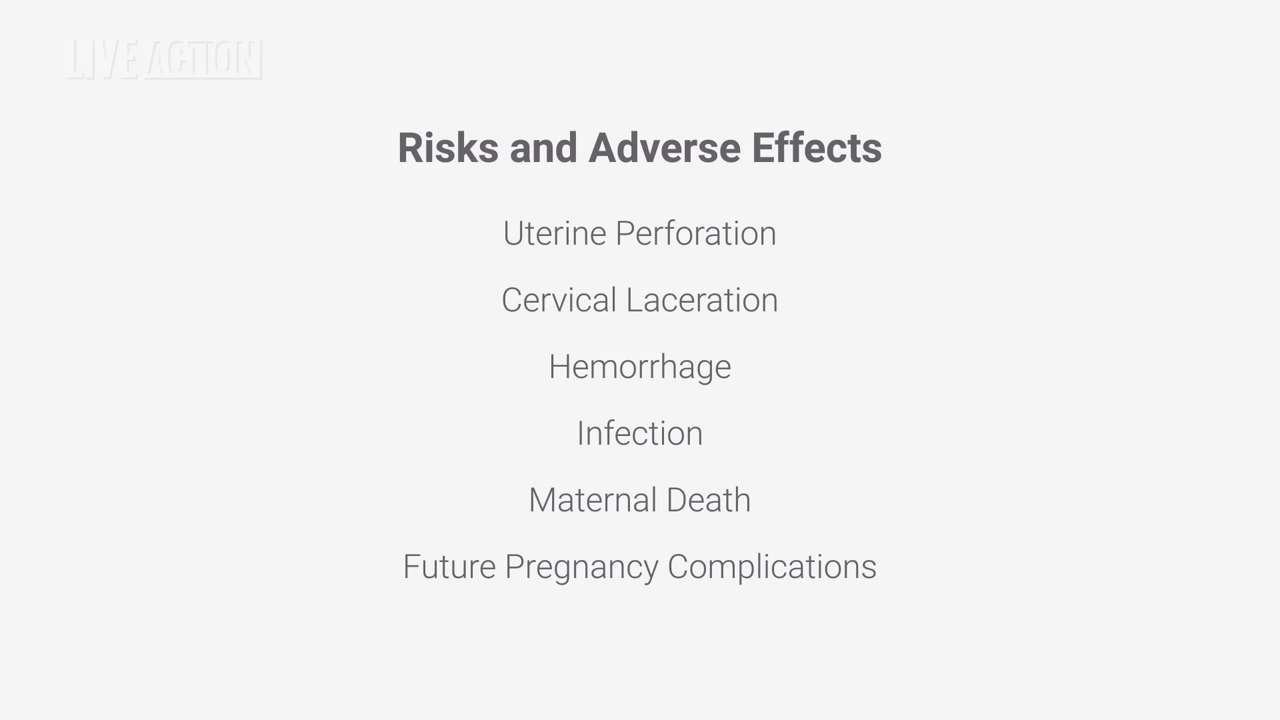 LIVE ACTION
Risks and Adverse Effects
Uterine Perforation
Cervical Laceration
Hemorrhage
Infection
Maternal Death
Future Pregnancy Complications